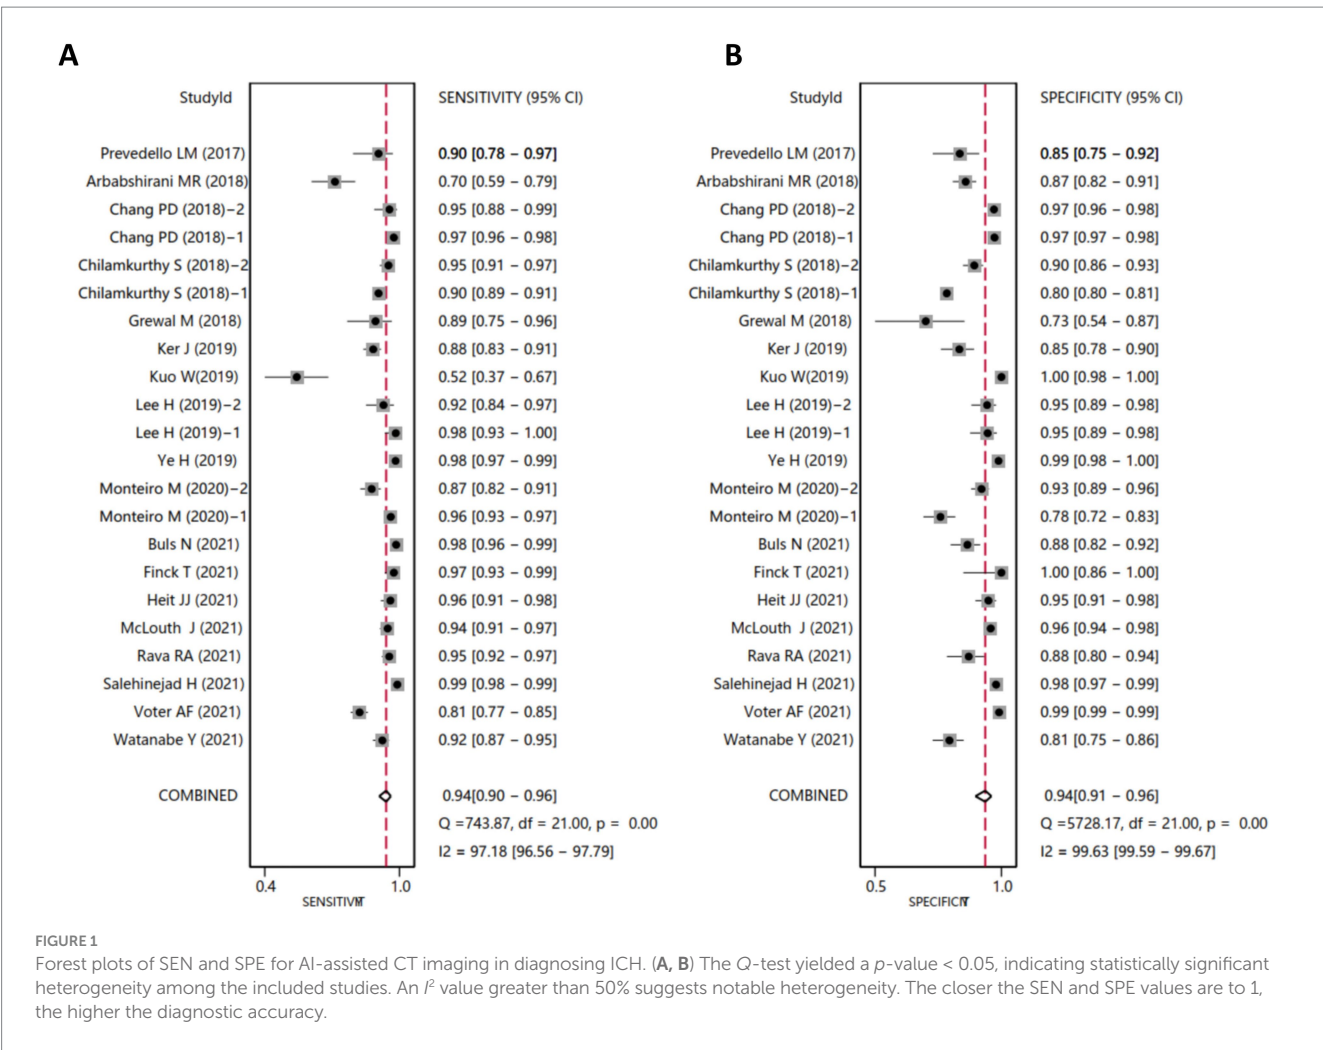 A
StudyId SENSITIVITY (95% CI)
Prevedello LM (2017) 0.90 [0.78 – 0.97]
Arbabshirani MR (2018) 0.70 [0.59 – 0.79]
Chang PD (2018)–2 0.95 [0.88 – 0.99]
Chang PD (2018)–1 0.97 [0.96 – 0.98]
Chilamkurthy S (2018)–2 0.95 [0.91 – 0.97]
Chilamkurthy S (2018)–1 0.90 [0.89 – 0.91]
Grewal M (2018) 0.89 [0.75 – 0.96]
Ker J (2019) 0.88 [0.83 – 0.91]
Kuo W(2019) 0.52 [0.37 – 0.67]
Lee H (2019)–2 0.92 [0.84 – 0.97]
Lee H (2019)–1 0.98 [0.93 – 1.00]
Ye H (2019) 0.98 [0.97 – 0.99]
Monteiro M (2020)–2 0.87 [0.82 – 0.91]
Monteiro M (2020)–1 0.96 [0.93 – 0.97]
Buls N (2021) 0.98 [0.96 – 0.99]
Finck T (2021) 0.97 [0.93 – 0.99]
Heit JJ (2021) 0.96 [0.91 – 0.98]
McLouth J (2021) 0.94 [0.91 – 0.97]
Rava RA (2021) 0.95 [0.92 – 0.97]
Salehinejad H (2021) 0.99 [0.98 – 0.99]
Voter AF (2021) 0.81 [0.77 – 0.85]
Watanabe Y (2021) 0.92 [0.87 – 0.95]
COMBINED 0.94[0.90 – 0.96]
Q =743.87, df = 21.00, p = 0.00
I2 = 97.18 [96.56 – 97.79]
0.4 1.0
SENSITIVITY
B
StudyId SPECIFICITY (95% CI)
Prevedello LM (2017) 0.85 [0.75 – 0.92]
Arbabshirani MR (2018) 0.87 [0.82 – 0.91]
Chang PD (2018)–2 0.97 [0.96 – 0.98]
Chang PD (2018)–1 0.97 [0.97 – 0.98]
Chilamkurthy S (2018)–2 0.90 [0.86 – 0.93]
Chilamkurthy S (2018)–1 0.80 [0.80 – 0.81]
Grewal M (2018) 0.73 [0.54 – 0.87]
Ker J (2019) 0.85 [0.78 – 0.90]
Kuo W(2019) 1.00 [0.98 – 1.00]
Lee H (2019)–2 0.95 [0.89 – 0.98]
Lee H (2019)–1 0.95 [0.89 – 0.98]
Ye H (2019) 0.99 [0.98 – 1.00]
Monteiro M (2020)–2 0.93 [0.89 – 0.96]
Monteiro M (2020)–1 0.78 [0.72 – 0.83]
Buls N (2021) 0.88 [0.82 – 0.92]
Finck T (2021) 1.00 [0.86 – 1.00]
Heit JJ (2021) 0.95 [0.91 – 0.98]
McLouth J (2021) 0.96 [0.94 – 0.98]
Rava RA (2021) 0.88 [0.80 – 0.94]
Salehinejad H (2021) 0.98 [0.97 – 0.99]
Voter AF (2021) 0.99 [0.99 – 0.99]
Watanabe Y (2021) 0.81 [0.75 – 0.86]
COMBINED 0.94[0.91 – 0.96]
Q =5728.17, df = 21.00, p = 0.00
I2 = 99.63 [99.59 – 99.67]
0.5 1.0
SPECIFICITY
FIGURE 1
Forest plots of SEN and SPE for AI-assisted CT imaging in diagnosing ICH. (A, B) The Q-test yielded a p-value < 0.05, indicating statistically significant
heterogeneity among the included studies. An I² value greater than 50% suggests notable heterogeneity. The closer the SEN and SPE values are to 1,
the higher the diagnostic accuracy.